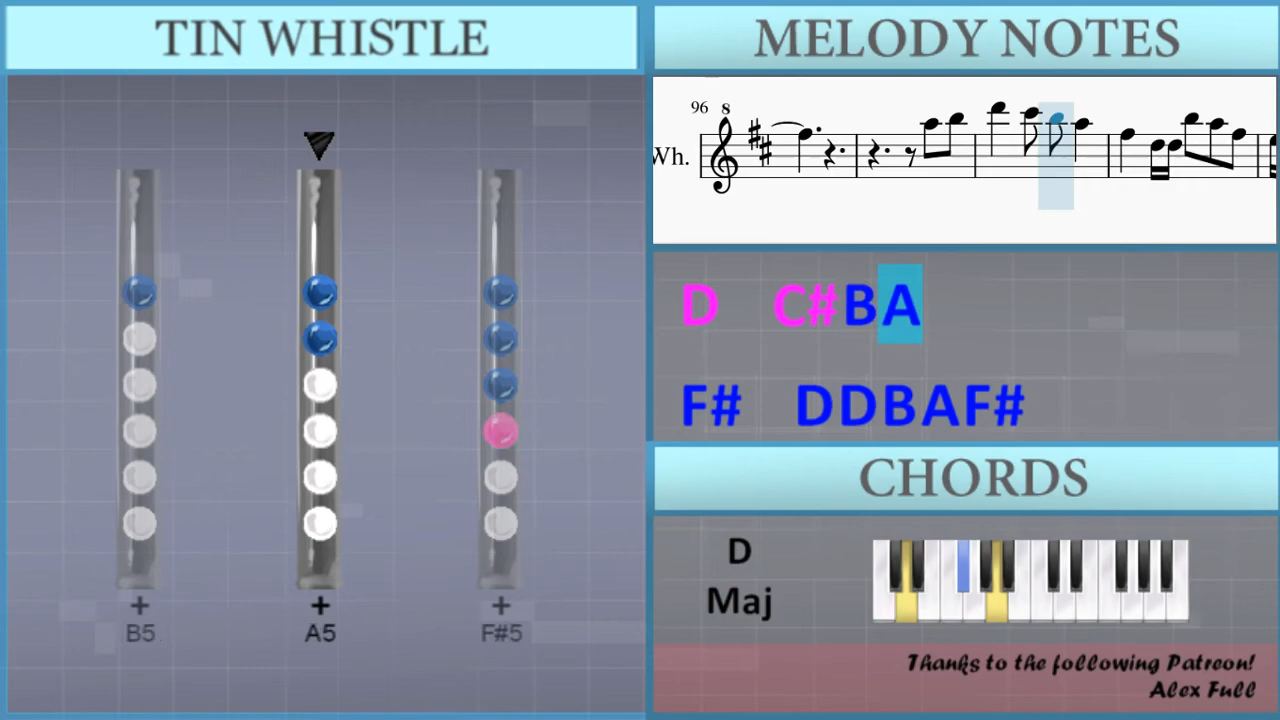 TIN WHISTLE
+ + +
B5 A5 F#5
MELODY NOTES
96 8
Wh.
D C#BA
F# DDBAF#
CHORDS
D
Maj
Thanks to the following Patreon!
Alex Full